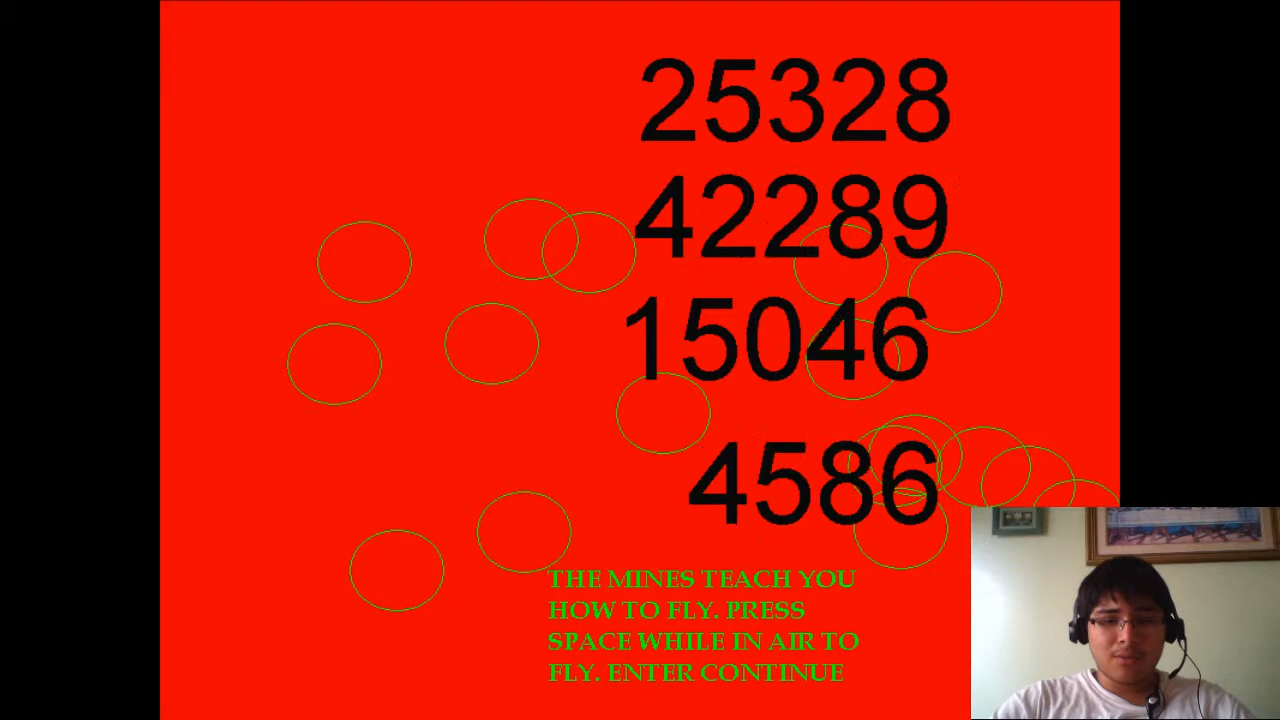 25328
42289
15046
4586
THE MINES TEACH YOU
HOW TO FLY. PRESS
SPACE WHILE IN AIR TO
FLY. ENTER CONTINUE